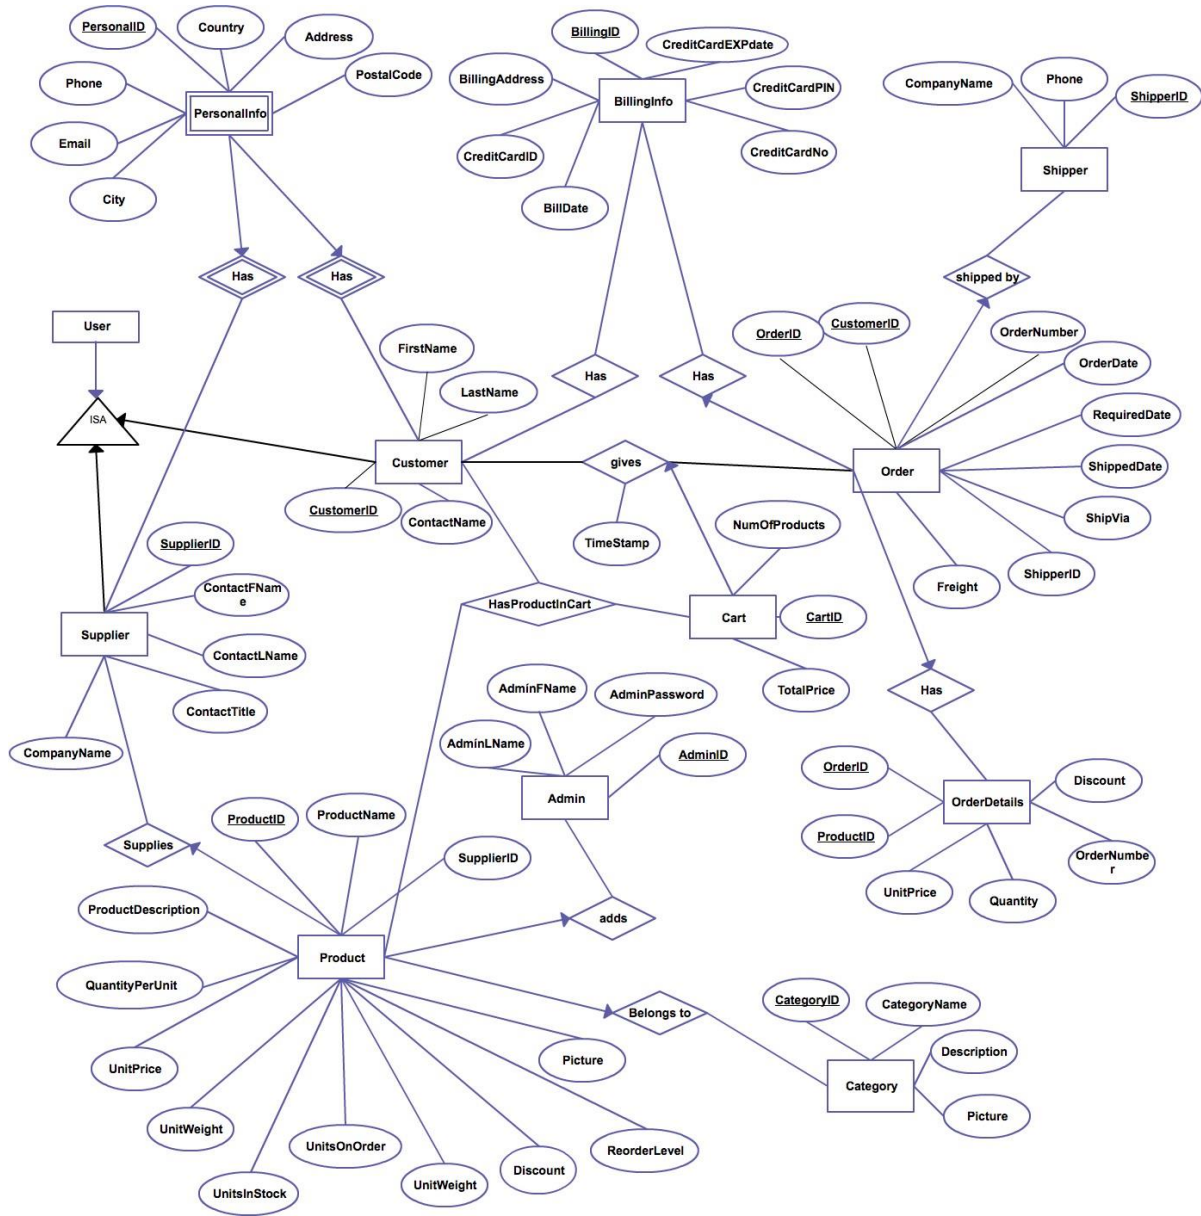 PersonalID
Country
Address
Phone
PostalCode
PersonalInfo
Email
City
BillingID
CreditCardEXPdate
BillingAddress
CreditCardPIN
BillingInfo
CreditCardID
CreditCardNo
BillDate
CompanyName
Phone
ShipperID
Shipper
Has
Has
shipped by
User
ISA
FirstName
LastName
Has
Has
OrderID
CustomerID
OrderNumber
OrderDate
RequiredDate
ShippedDate
ShipVia
ShipperID
Freight
Order
Customer
gives
CustomerID
ContactName
TimeStamp
NumOfProducts
SupplierID
ContactFNam
e
Supplier
ContactLName
ContactTitle
CompanyName
HasProductInCart
Cart
CartID
TotalPrice
Has
AdminFName
AdminPassword
AdminLName
AdminID
Admin
OrderID
Discount
OrderDetails
ProductID
OrderNumbe
r
UnitPrice
Quantity
Supplies
ProductID
ProductName
SupplierID
ProductDescription
adds
Product
QuantityPerUnit
UnitPrice
UnitWeight
UnitsInStock
UnitsOnOrder
UnitWeight
Discount
ReorderLevel
Picture
Belongs to
CategoryID
CategoryName
Description
Category
Picture